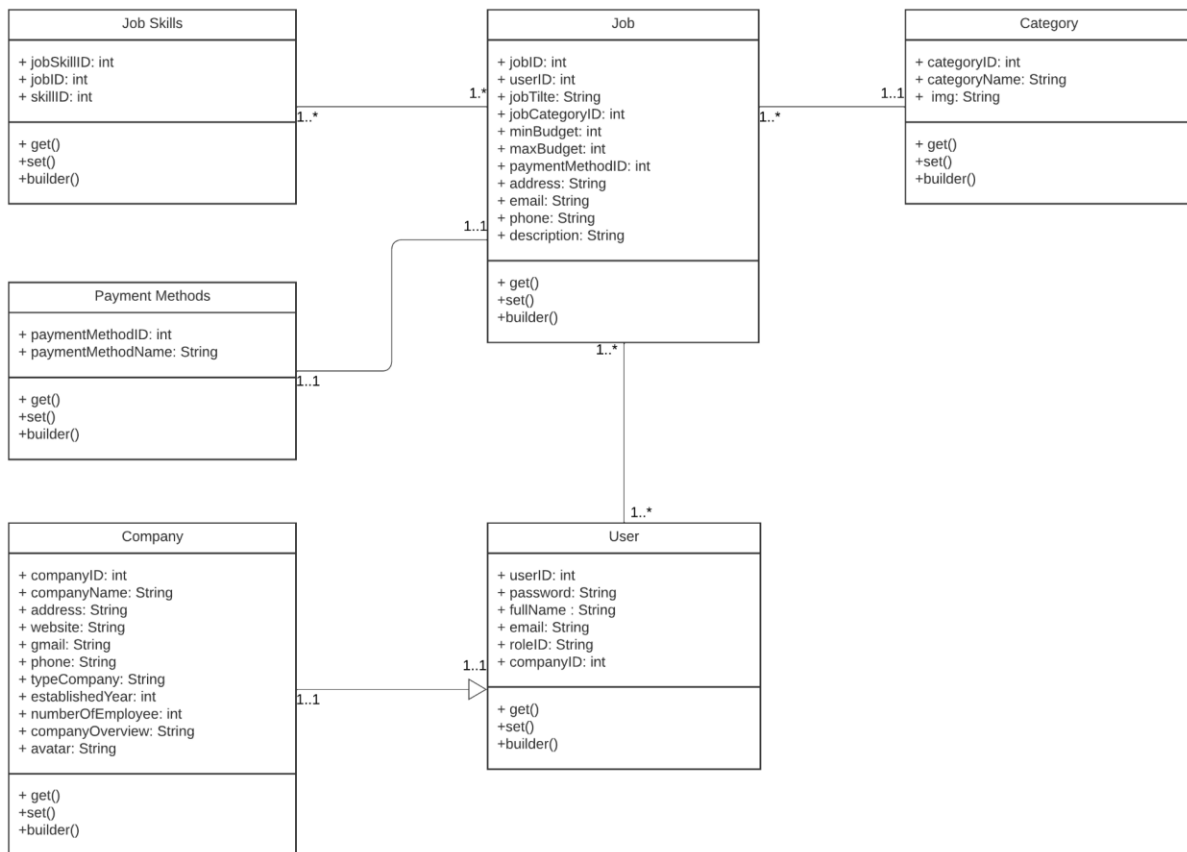 Job Skills
+ jobSkillID: int
+ jobID: int
+ skillID: int
+ get()
+set()
+builder()
1..*
1.*
Job
+ jobID: int
+ userID: int
+ jobTilte: String
+ jobCategoryID: int
+ minBudget: int
+ maxBudget: int
+ paymentMethodID: int
+ address: String
+ email: String
+ phone: String
+ description: String
+ get()
+set()
+builder()
1..*
1..1
Category
+ categoryID: int
+ categoryName: String
+ img: String
+ get()
+set()
+builder()
1..1
Payment Methods
+ paymentMethodID: int
+ paymentMethodName: String
+ get()
+set()
+builder()
1..1
1..*
1..*
Company
+ companyID: int
+ companyName: String
+ address: String
+ website: String
+ gmail: String
+ phone: String
+ typeCompany: String
+ establishedYear: int
+ numberOfEmployee: int
+ companyOverview: String
+ avatar: String
+ get()
+set()
+builder()
1..1
1..1
User
+ userID: int
+ password: String
+ fullName : String
+ email: String
+ roleID: String
+ companyID: int
+ get()
+set()
+builder()